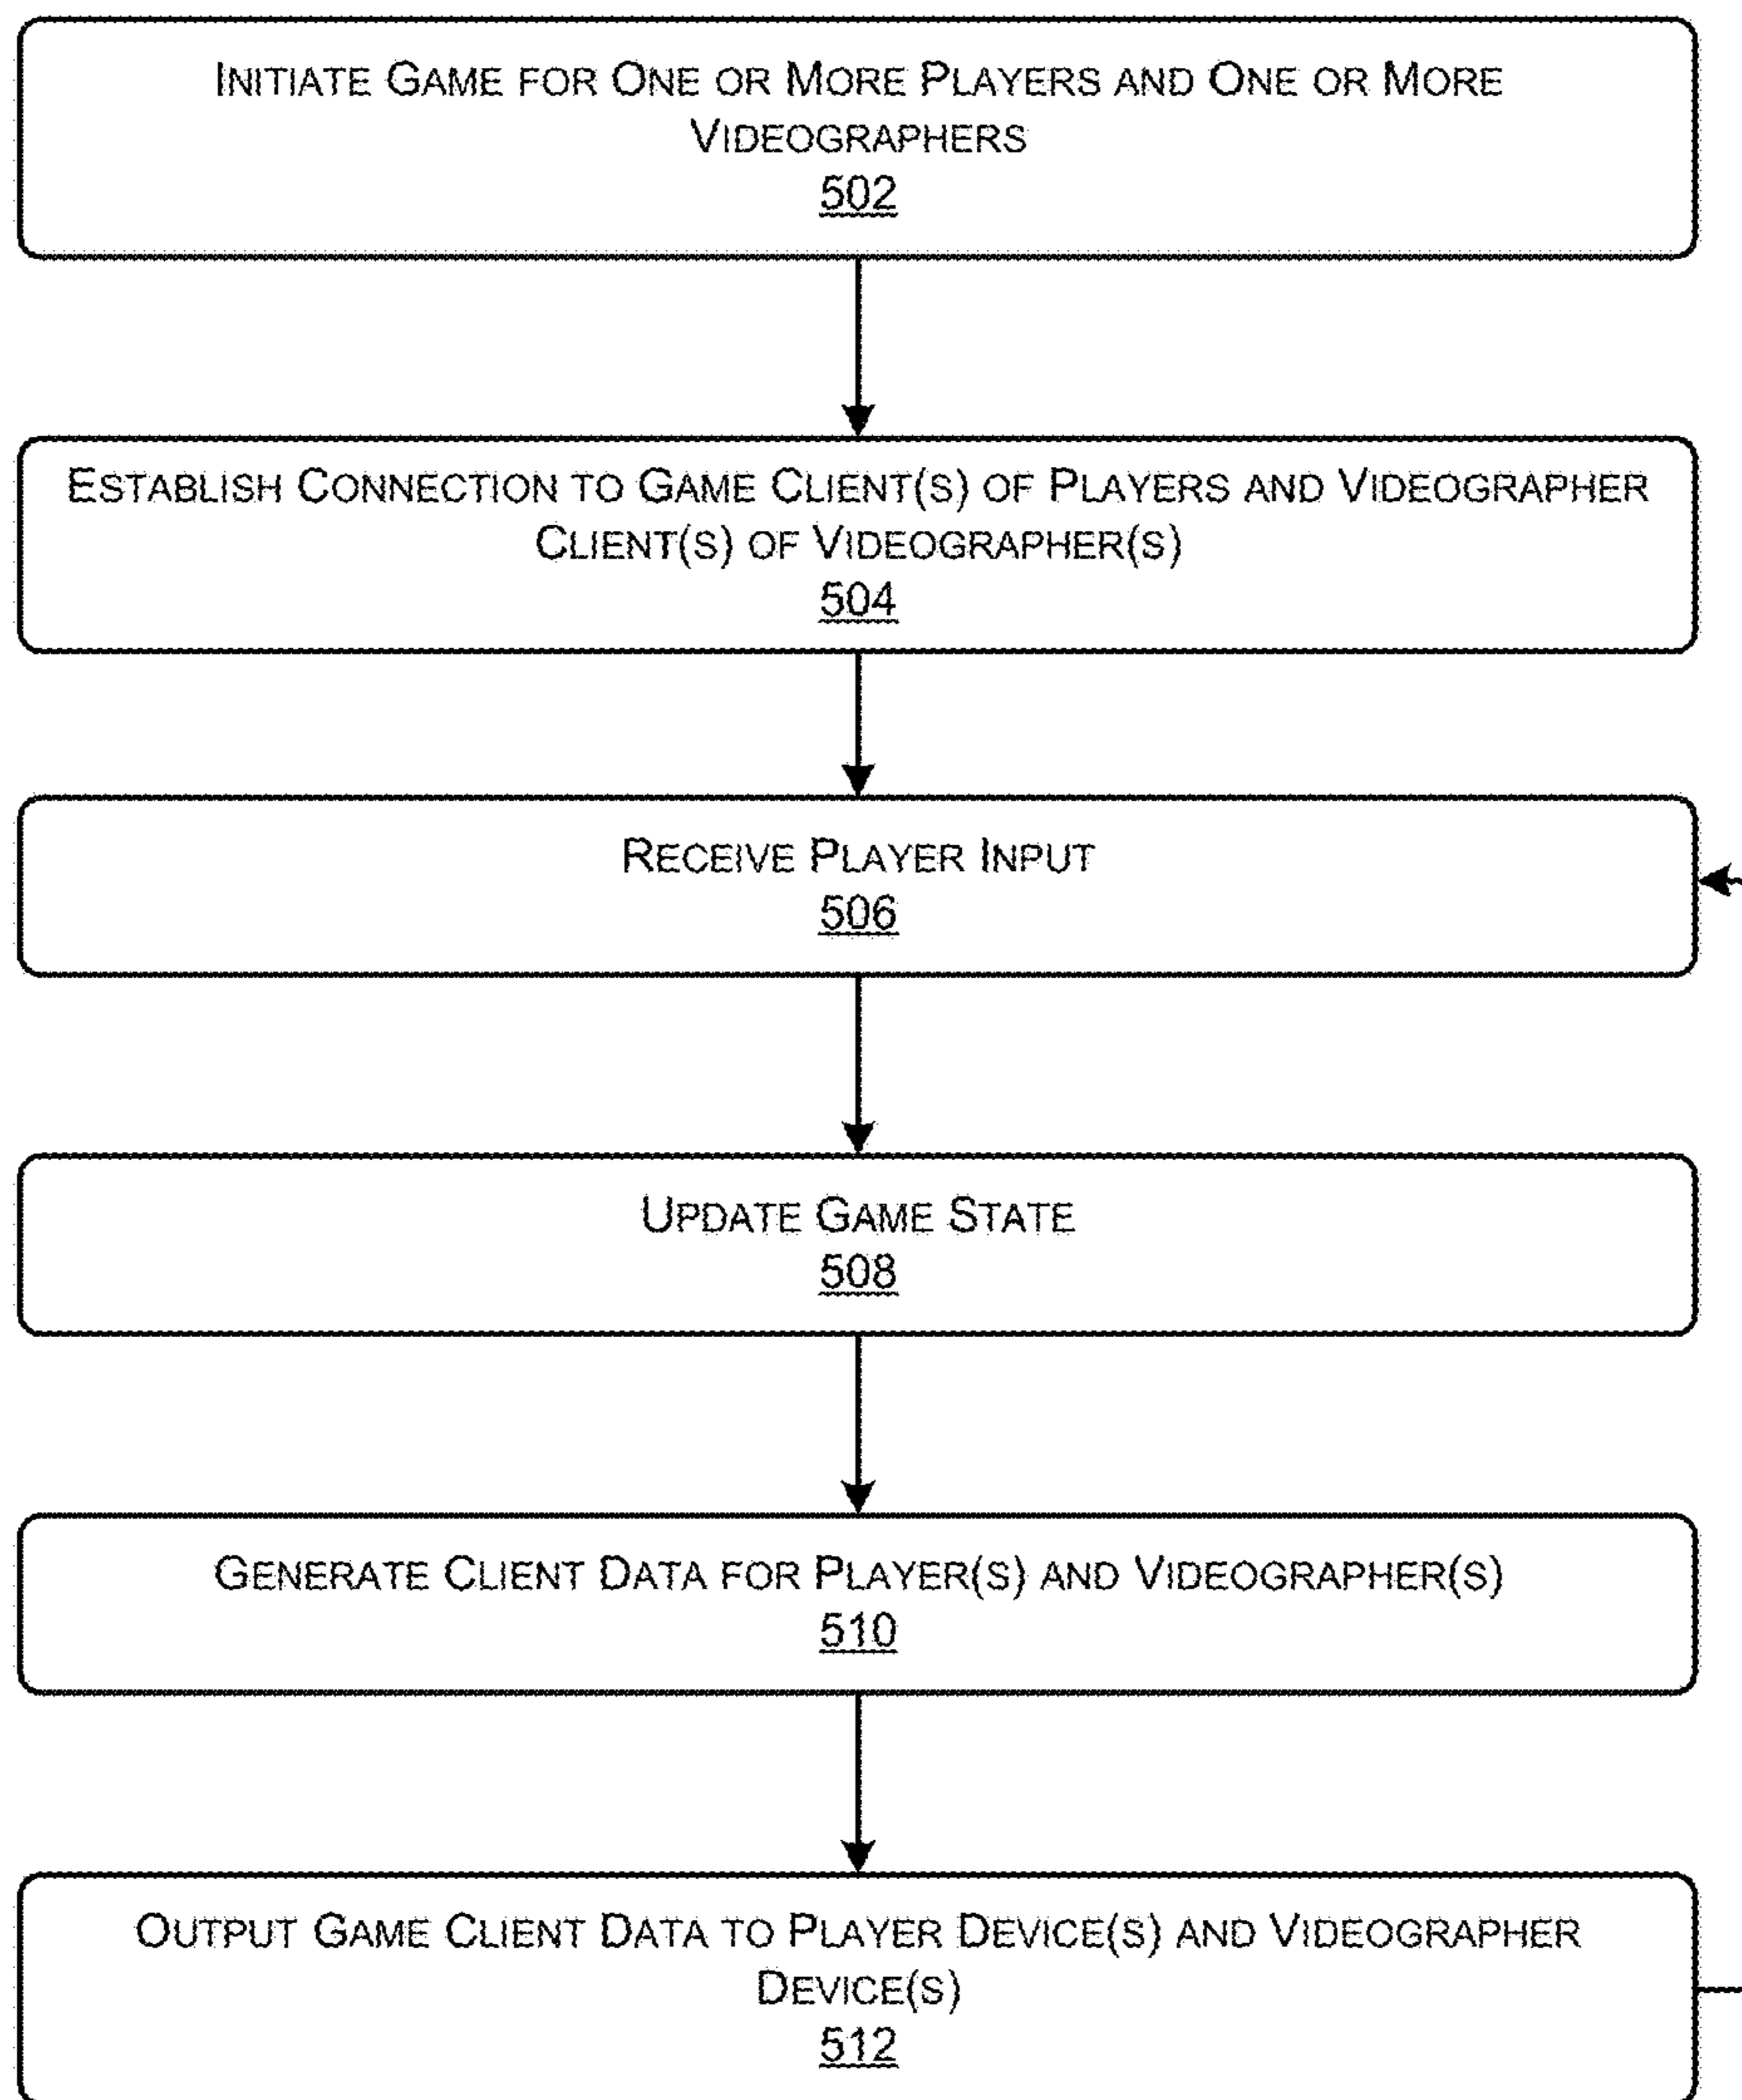 INITIATE GAME FOR ONE OR MORE PLAYERS AND ONE OR MORE
VIDEOGRAPHERS
502
ESTABLISH CONNECTION TO GAME CLIENT(S) OF PLAYERS AND VIDEOGRAPHER
CLIENT(S) OF VIDEOGRAPHER(S)
504
RECEIVE PLAYER INPUT
506
UPDATE GAME STATE
508
GENERATE CLIENT DATA FOR PLAYER(S) AND VIDEOGRAPHER(S)
510
OUTPUT GAME CLIENT DATA TO PLAYER DEVICE(S) AND VIDEOGRAPHER
DEVICE(S)
512